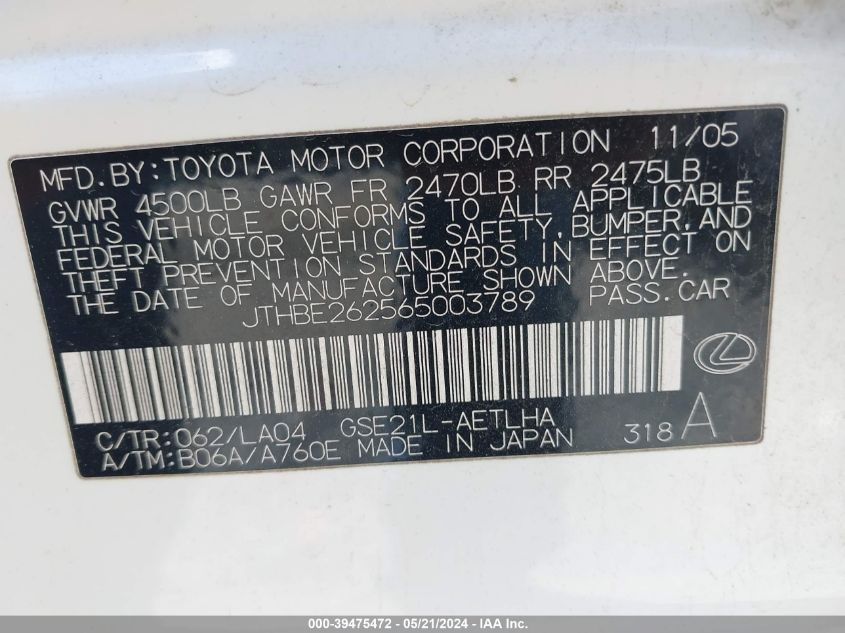 MFD.BY:TOYOTA MOTOR CORPORATION 11/05
GVWR 4500LB GAWR FR 2470LB RR 2475LB
THIS VEHICLE CONFORMS TO ALL APPLICABLE
FEDERAL MOTOR VEHICLE SAFETY,BUMPER,AND
THEFT PREVENTION STANDARDS IN EFFECT ON
THE DATE OF MANUFACTURE SHOWN ABOVE.
JTHBE262565003789 PASS.CAR
C/TR:062/LA04 GSE21L-AETLHA
A/TM:B06A/A760E MADE IN JAPAN 318 A
000-39475472 - 05/21/2024 - IAA Inc.